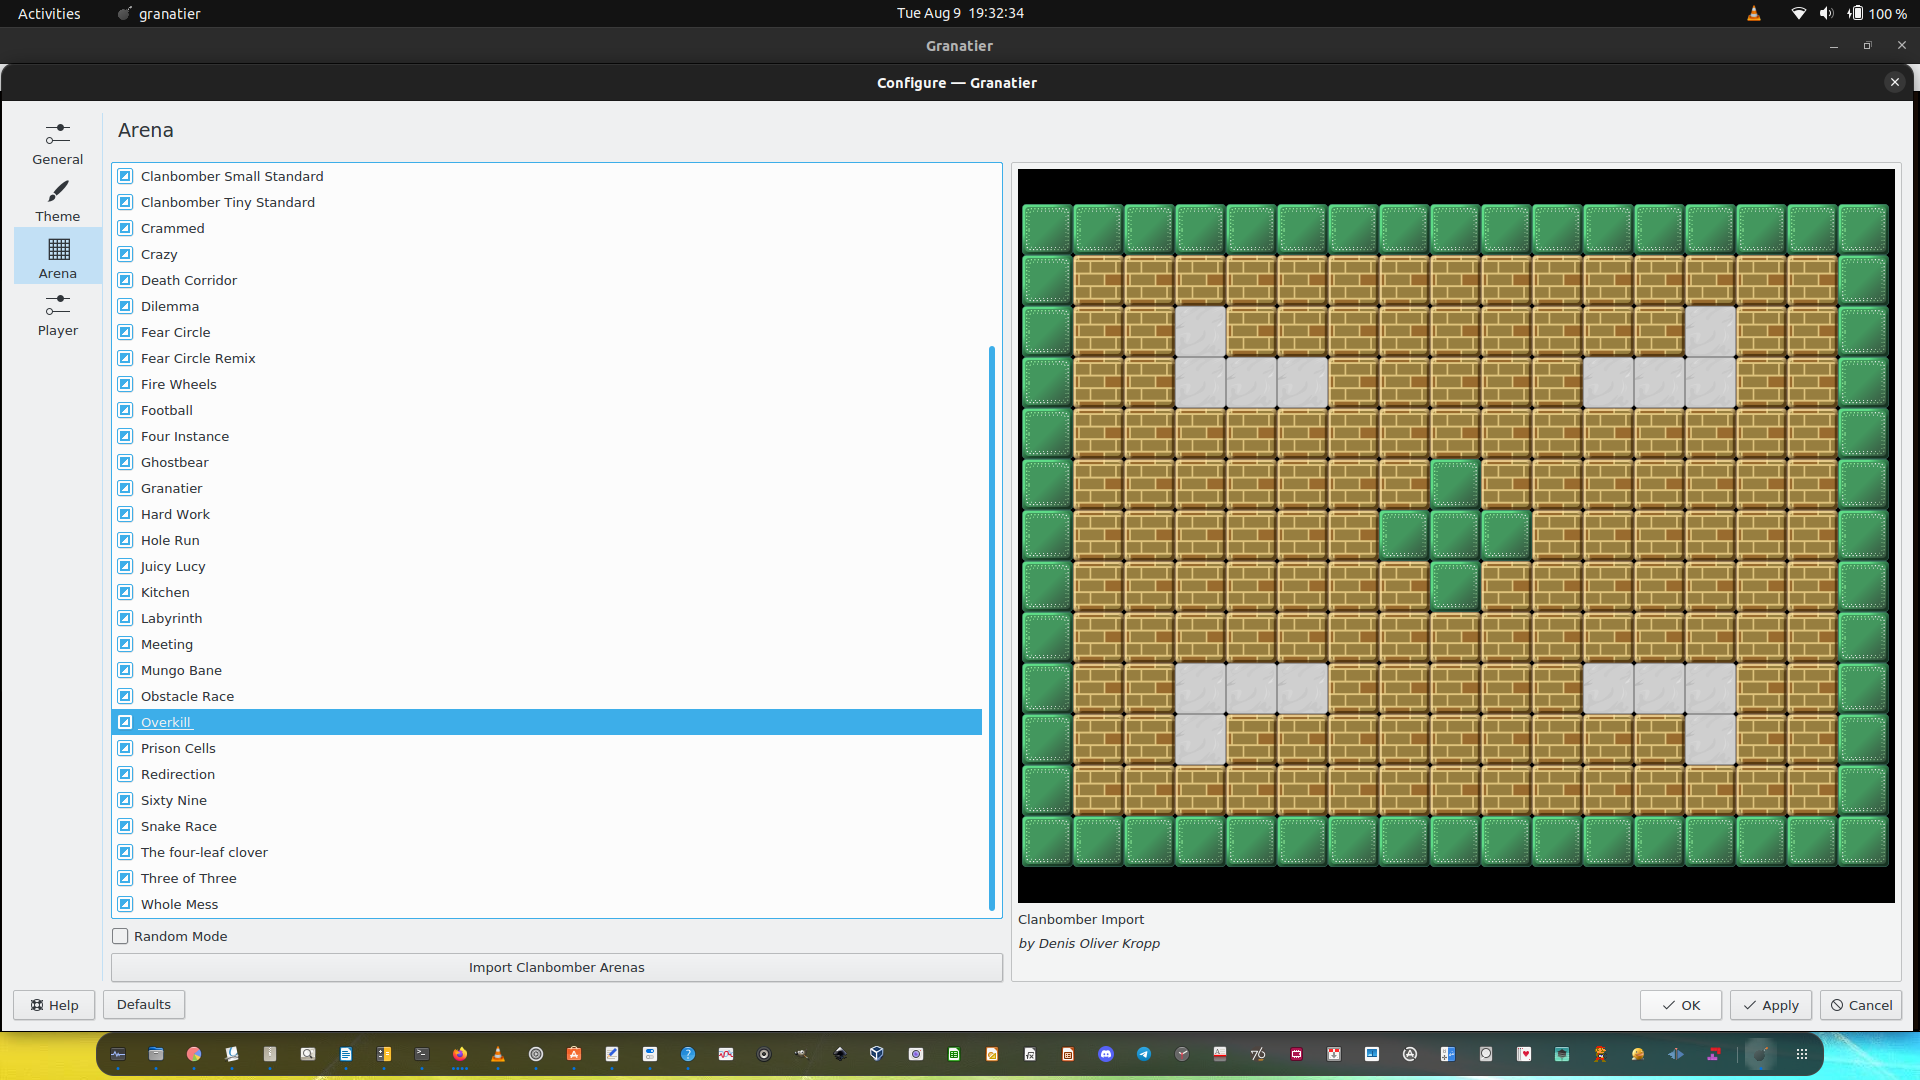 Activities
granatier
Tue Aug 9 19:32:34
100 %
Granatier
Configure — Granatier
General
Theme
Arena
Player
Arena
Clanbomber Small Standard
Clanbomber Tiny Standard
Crammed
Crazy
Death Corridor
Dilemma
Fear Circle
Fear Circle Remix
Fire Wheels
Football
Four Instance
Ghostbear
Granatier
Hard Work
Hole Run
Juicy Lucy
Kitchen
Labyrinth
Meeting
Mungo Bane
Obstacle Race
Overkill
Prison Cells
Redirection
Sixty Nine
Snake Race
The four-leaf clover
Three of Three
Whole Mess
Random Mode
Import Clanbomber Arenas
Clanbomber Import
by Denis Oliver Kropp
Help
Defaults
OK
Apply
Cancel